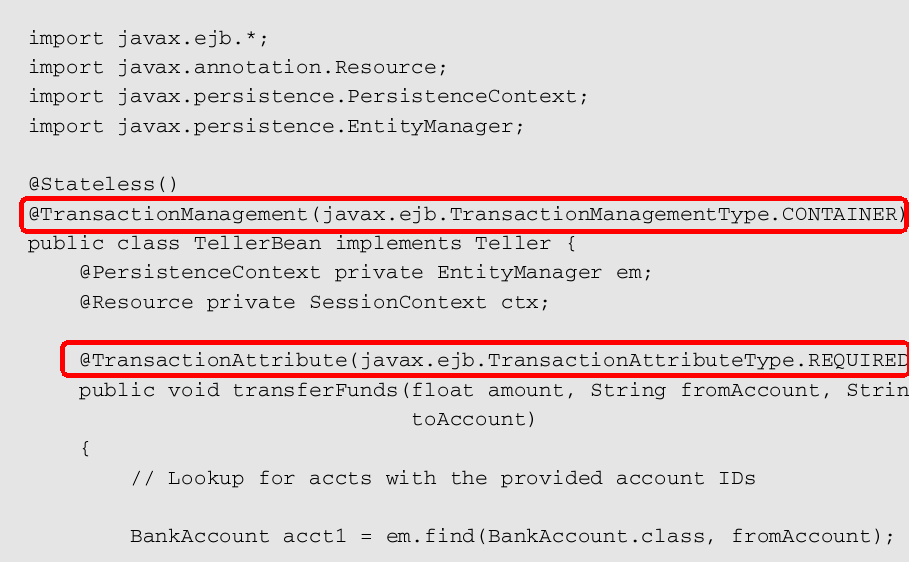 import javax.ejb.*;
import javax.annotation.Resource;
import javax.persistence.PersistenceContext;
import javax.persistence.EntityManager;
@Stateless()
@TransactionManagement(javax.ejb.TransactionManagementType.CONTAINER)
public class TellerBean implements Teller {
@PersistenceContext private EntityManager em;
@Resource private SessionContext ctx;
@TransactionAttribute(javax.ejb.TransactionAttributeType.REQUIRED
public void transferFunds(float amount, String fromAccount, Strin
toAccount)
{
// Lookup for accts with the provided account IDs
BankAccount acct1 = em.find(BankAccount.class, fromAccount);